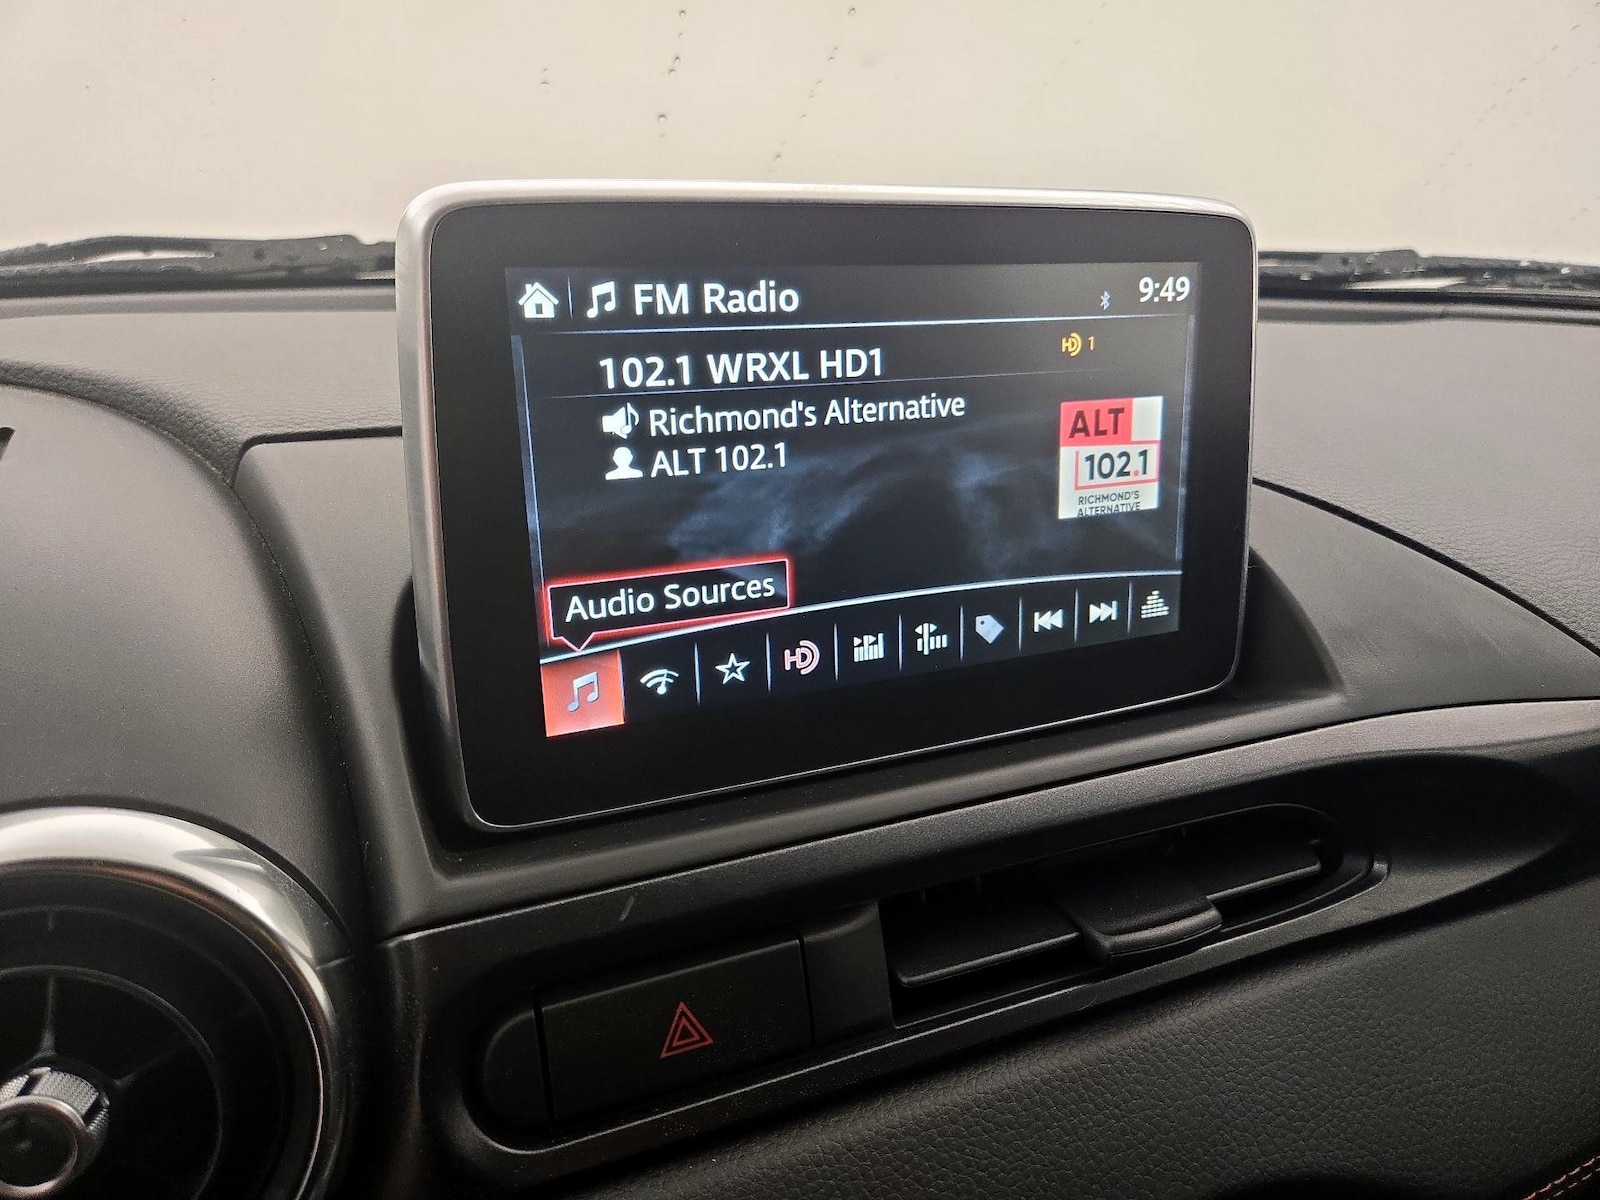 FM Radio
9:49
102.1 WRXL HD1
HD 1
Richmond's Alternative
ALT 102.1
ALT
102.1
RICHMOND'S
ALTERNATIVE
Audio Sources
HD